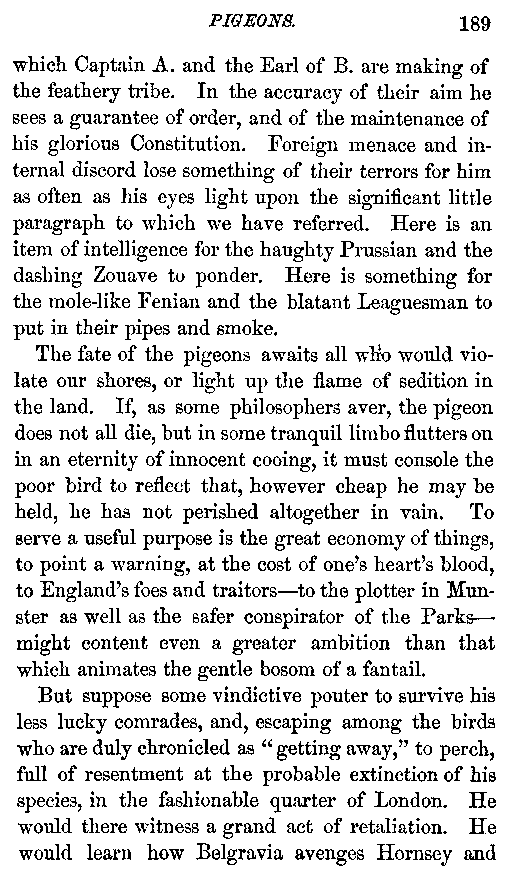 PIGEONS. 189
which Captain A. and the Earl of B. are making of
the feathery tribe. In the accuracy of their aim he
sees a guarantee of order, and of the maintenance of
his glorious Constitution. Foreign menace and in-
ternal discord lose something of their terrors for him
as often as his eyes light upon the significant little
paragraph to which we have referred. Here is an
item of intelligence for the haughty Prussian and the
dashing Zouave to ponder. Here is something for
the mole-like Fenian and the blatant Leaguesman to
put in their pipes and smoke.
The fate of the pigeons awaits all who would vio-
late our shores, or light up the flame of sedition in
the land. If, as some philosophers aver, the pigeon
does not all die, but in some tranquil limbo flutters on
in an eternity of innocent cooing, it must console the
poor bird to reflect that, however cheap he may be
held, he has not perished altogether in vain. To
serve a useful purpose is the great economy of things,
to point a warning, at the cost of one's heart's blood,
to England's foes and traitors—to the plotter in Mun-
ster as well as the safer conspirator of the Parks—
might content even a greater ambition than that
which animates the gentle bosom of a fantail.
But suppose some vindictive pouter to survive his
less lucky comrades, and, escaping among the birds
who are duly chronicled as "getting away," to perch,
full of resentment at the probable extinction of his
species, in the fashionable quarter of London. He
would there witness a grand act of retaliation. He
would learn how Belgravia avenges Hornsey and